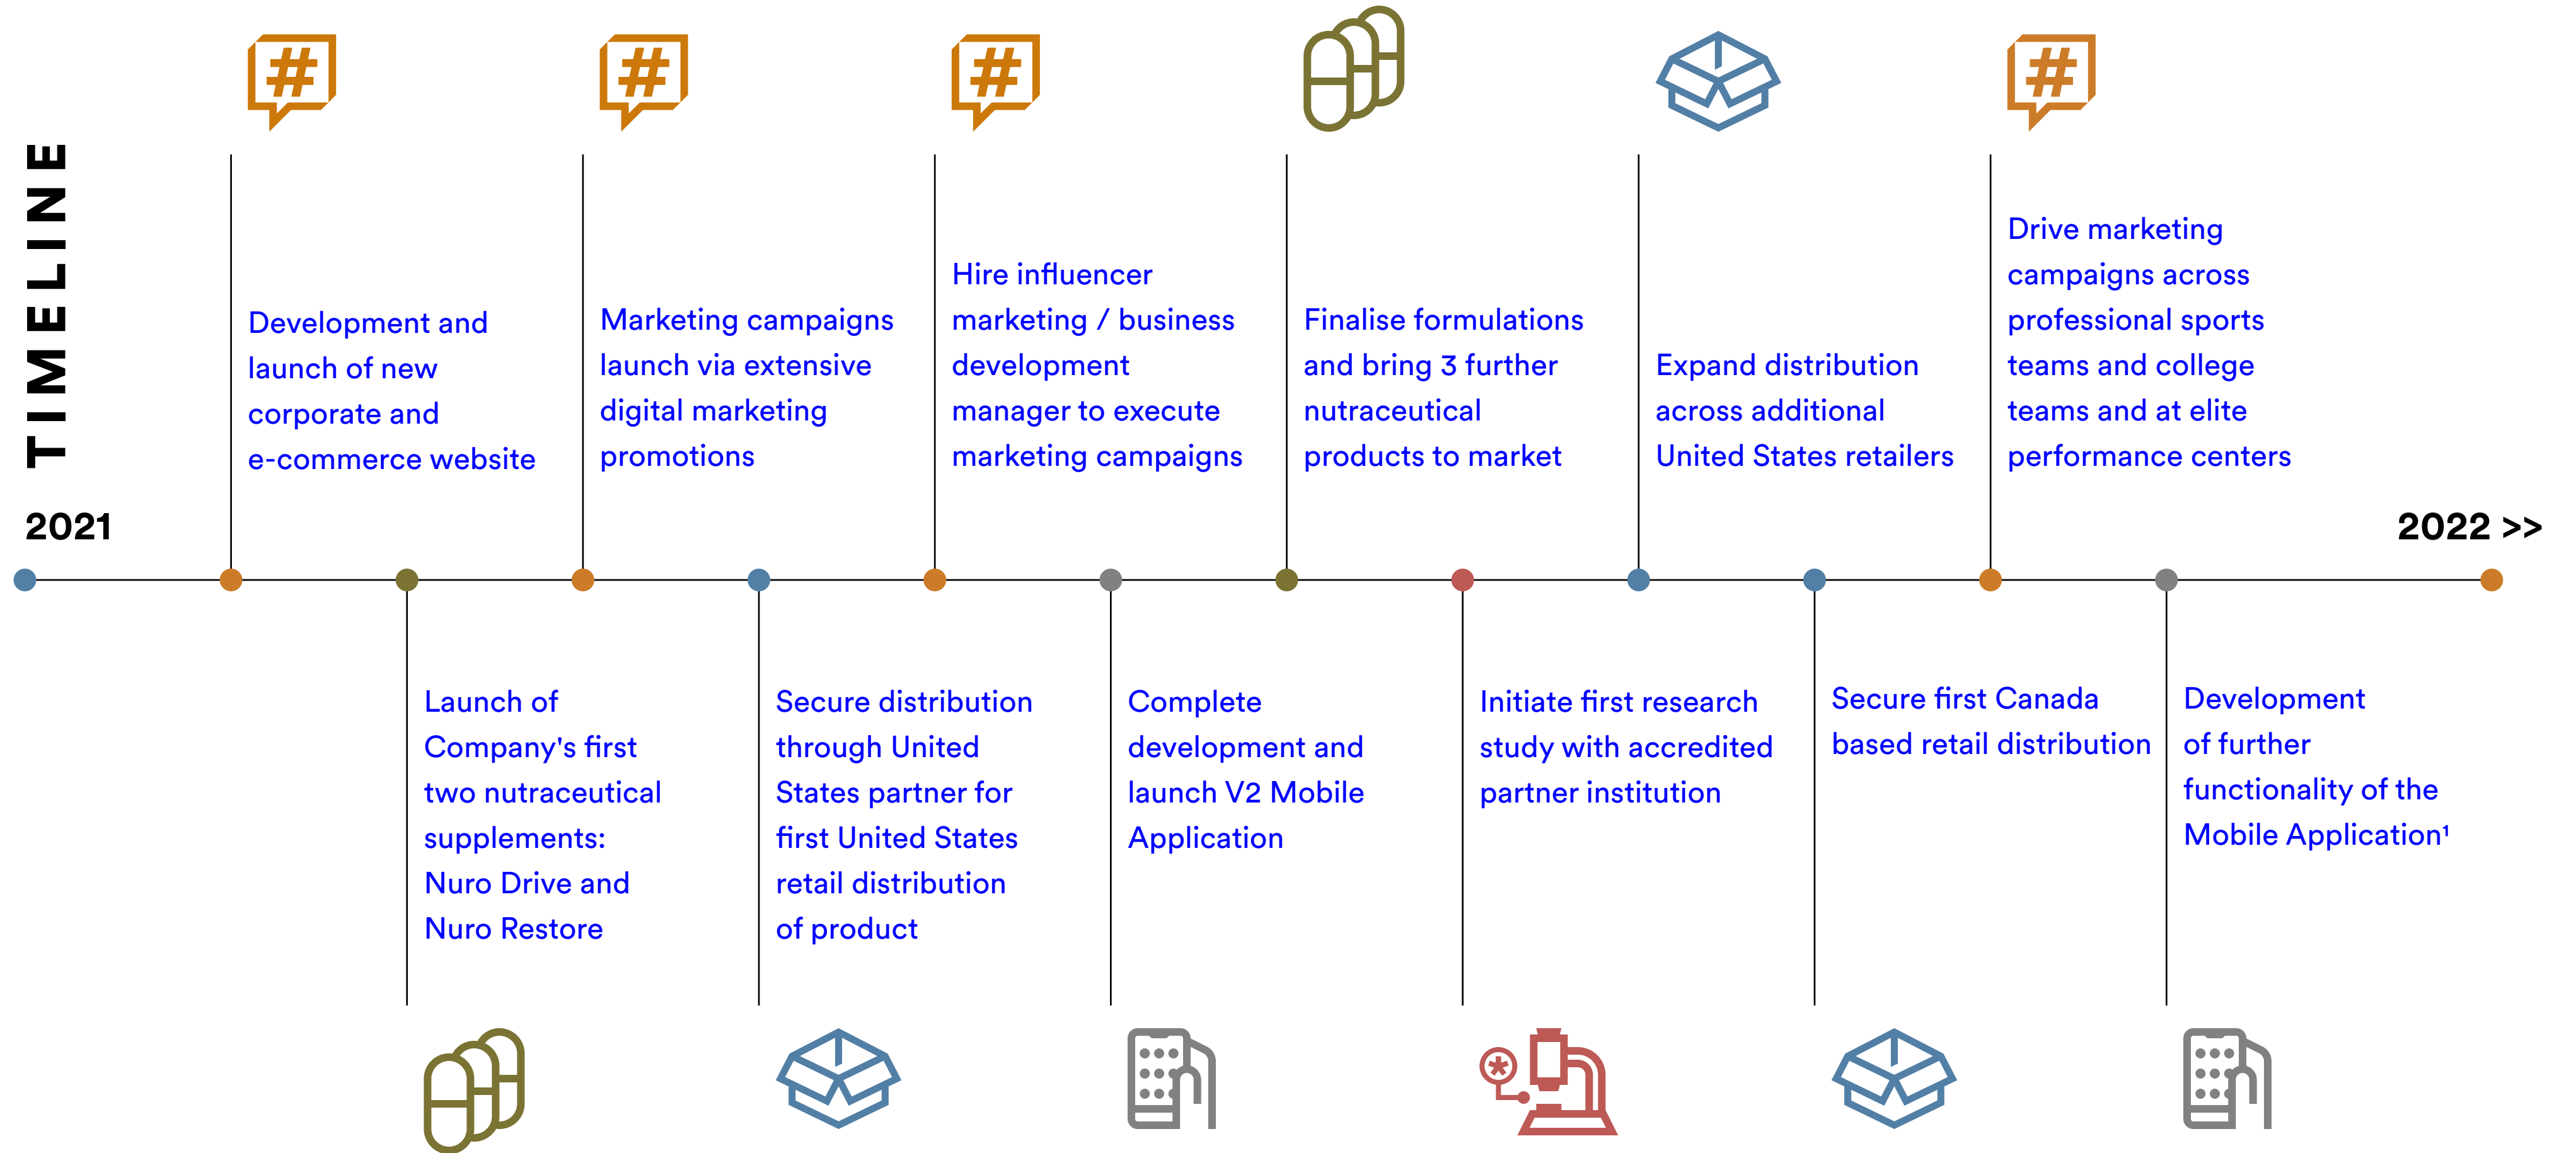 TIMELINE
2021
2022 >>
Development and
launch of new
corporate and
e-commerce website
Launch of
Company's first
two nutraceutical
supplements:
Nuro Drive and
Nuro Restore
Marketing campaigns
launch via extensive
digital marketing
promotions
Secure distribution
through United
States partner for
first United States
retail distribution
of product
Hire influencer
marketing / business
development
manager to execute
marketing campaigns
Complete
development and
launch V2 Mobile
Application
Finalise formulations
and bring 3 further
nutraceutical
products to market
Initiate first research
study with accredited
partner institution
Expand distribution
across additional
United States retailers
Secure first Canada
based retail distribution
Drive marketing
campaigns across
professional sports
teams and college
teams and at elite
performance centers
Development
of further
functionality of the
Mobile Application¹